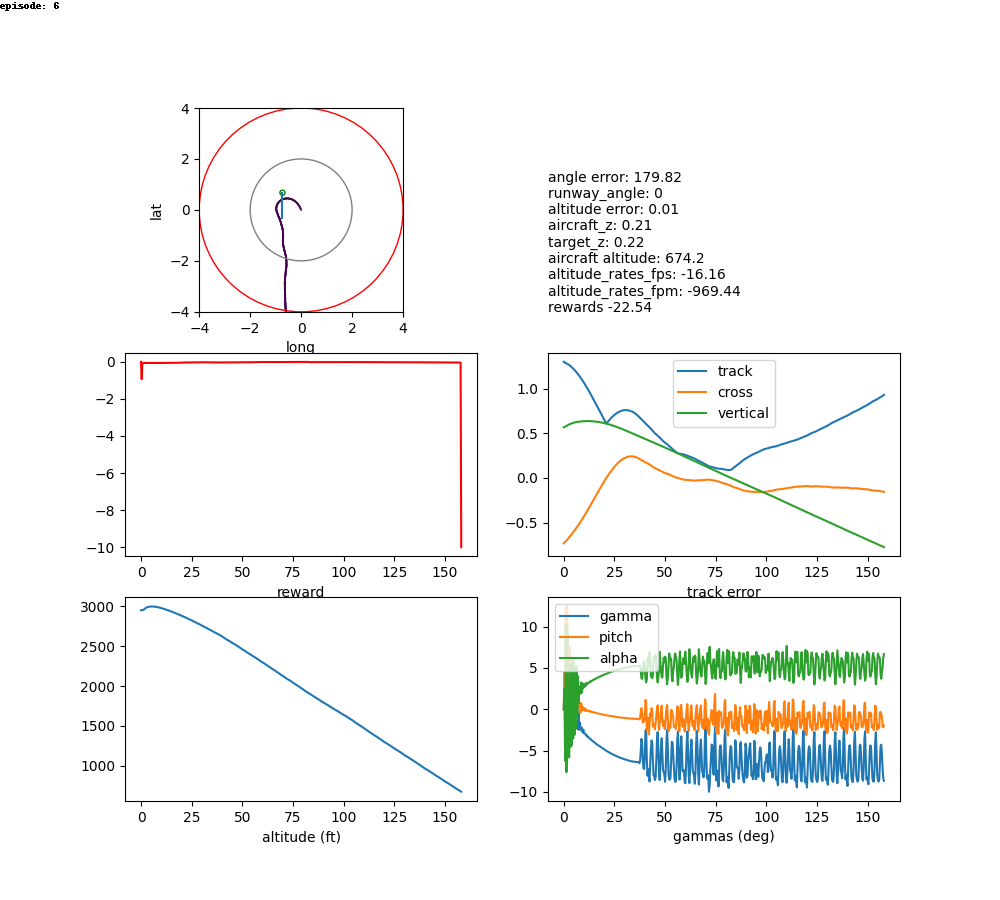 episode: 6
4
2
0
−2
−4
lat
−4 −2 0 2 4
long
angle error: 179.82
runway_angle: 0
altitude error: 0.01
aircraft_z: 0.21
target_z: 0.22
aircraft altitude: 674.2
altitude_rates_fps: -16.16
altitude_rates_fpm: -969.44
rewards -22.54
0
−2
−4
−6
−8
−10
0 25 50 75 100 125 150
reward
track
cross
vertical
1.0
0.5
0.0
−0.5
0 25 50 75 100 125 150
track error
3000
2500
2000
1500
1000
0 25 50 75 100 125 150
altitude (ft)
gamma
pitch
alpha
10
5
0
−5
−10
0 25 50 75 100 125 150
gammas (deg)